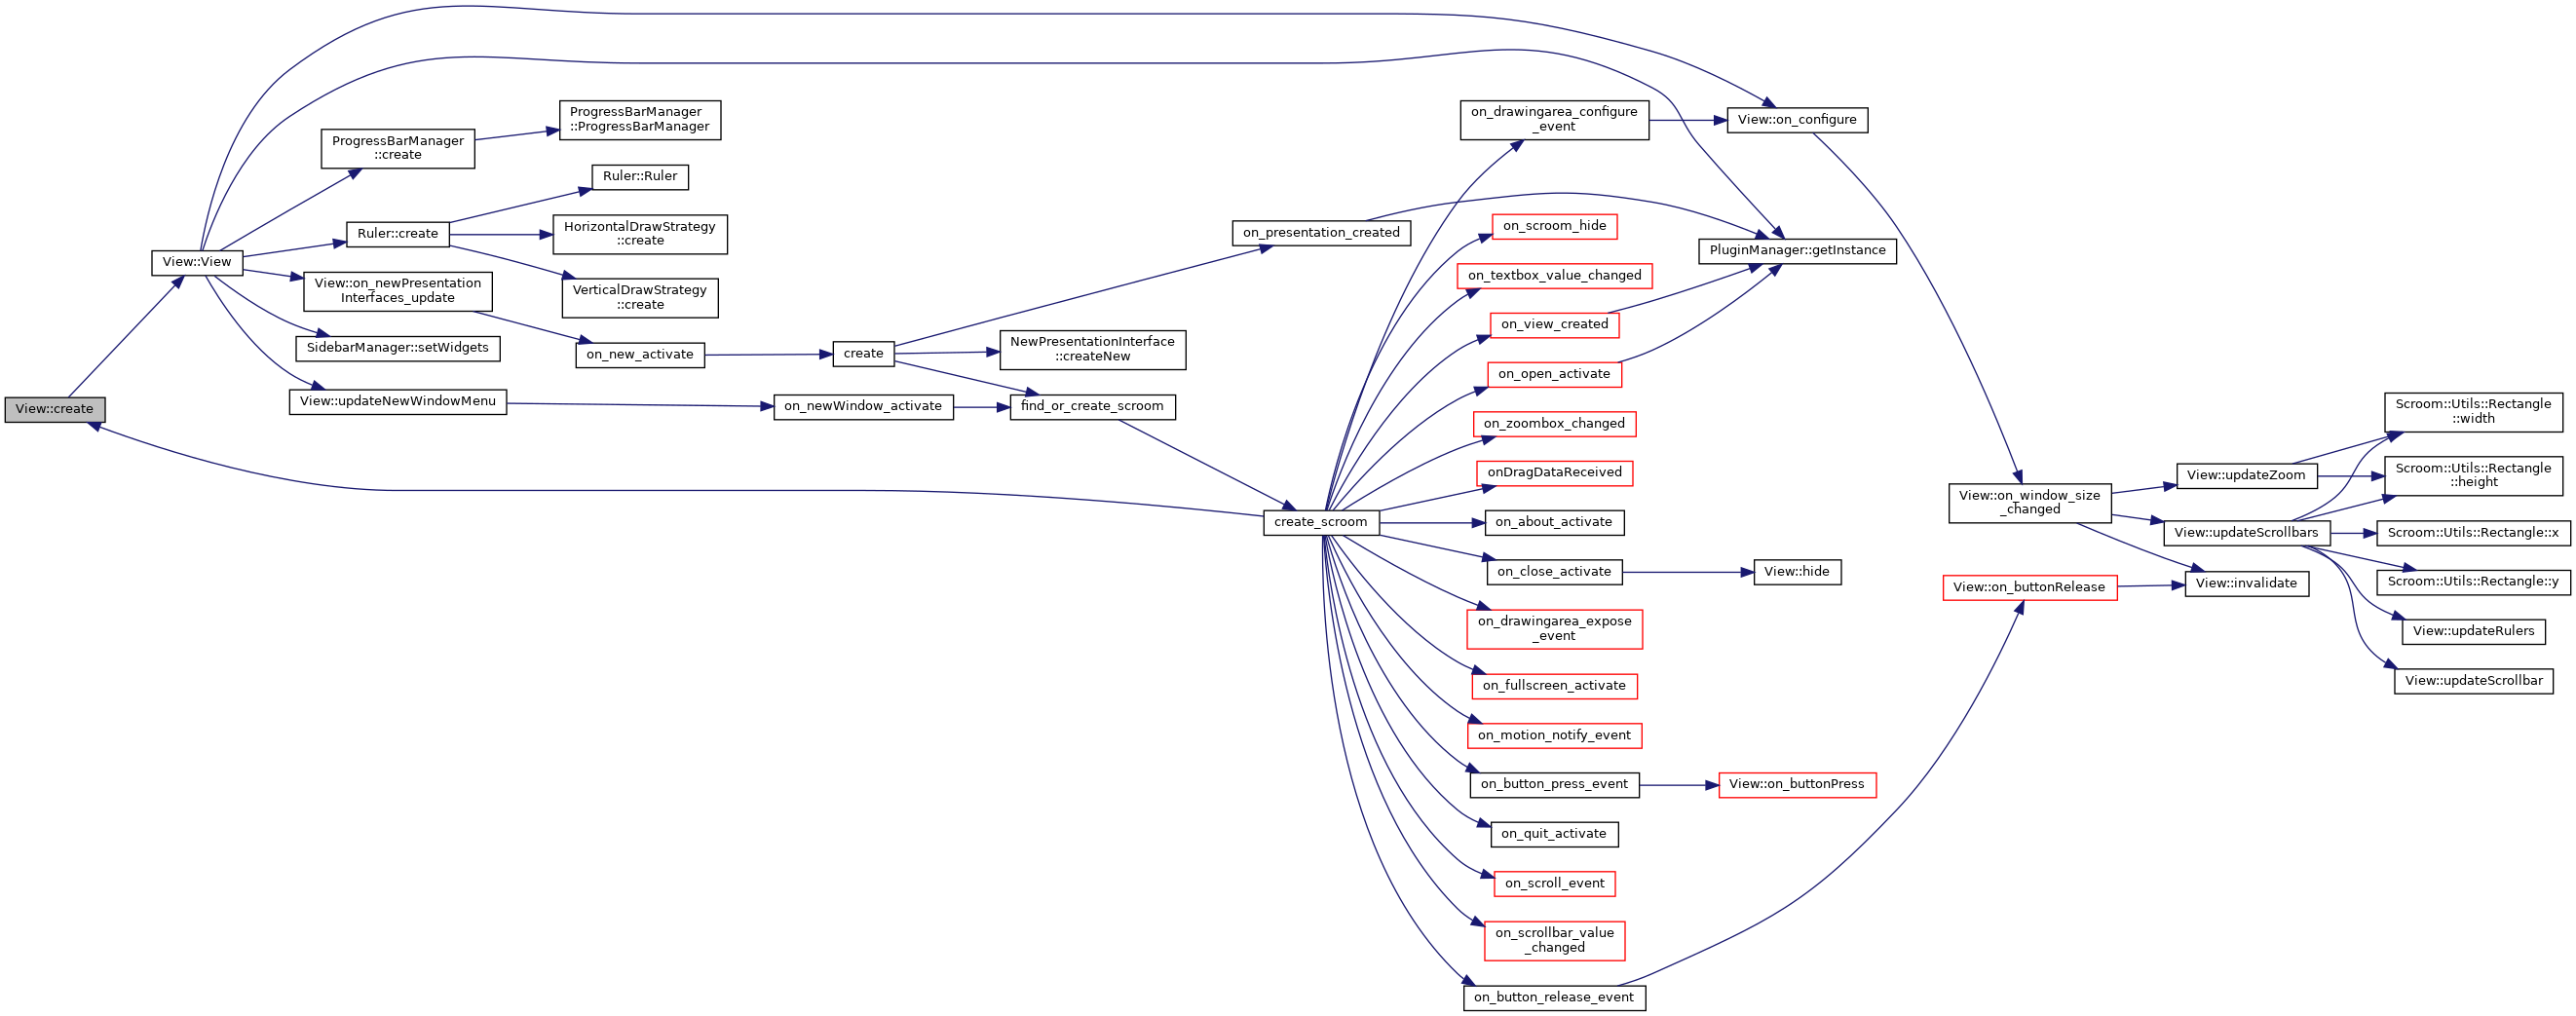 View::create
View::View
ProgressBarManager
::create
ProgressBarManager
::ProgressBarManager
Ruler::create
Ruler::Ruler
HorizontalDrawStrategy
::create
VerticalDrawStrategy
::create
View::on_newPresentation
Interfaces_update
SidebarManager::setWidgets
View::updateNewWindowMenu
on_new_activate
create
on_newWindow_activate
on_presentation_created
NewPresentationInterface
::createNew
find_or_create_scroom
create_scroom
on_drawingarea_configure
_event
on_scroom_hide
on_textbox_value_changed
on_view_created
on_open_activate
on_zoombox_changed
onDragDataReceived
on_about_activate
on_close_activate
on_drawingarea_expose
_event
on_fullscreen_activate
on_motion_notify_event
on_button_press_event
on_quit_activate
on_scroll_event
on_scrollbar_value
_changed
on_button_release_event
View::on_configure
PluginManager::getInstance
View::hide
View::on_buttonPress
View::on_window_size
_changed
View::on_buttonRelease
View::updateZoom
View::updateScrollbars
View::invalidate
Scroom::Utils::Rectangle
::width
Scroom::Utils::Rectangle
::height
Scroom::Utils::Rectangle::x
Scroom::Utils::Rectangle::y
View::updateRulers
View::updateScrollbar